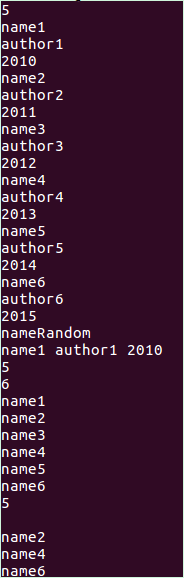 5
name1
author1
2010
name2
author2
2011
name3
author3
2012
name4
author4
2013
name5
author5
2014
name6
author6
2015
nameRandom
name1 author1 2010
5
6
name1
name2
name3
name4
name5
name6
5

name2
name4
name6